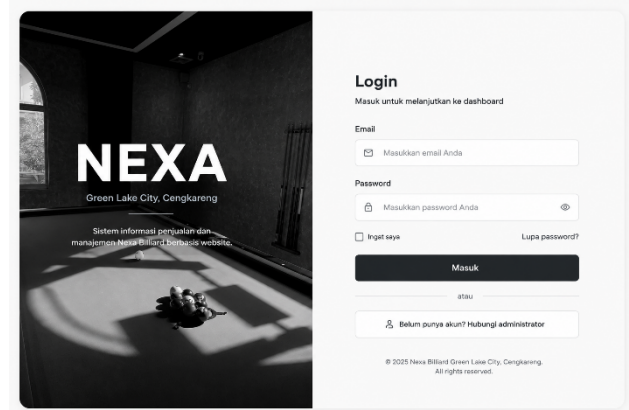 NEXA
Green Lake City, Cengkareng
Sistem informasi penjualan dan
manajemen Nexa Billiard berbasis website.
Login
Masuk untuk melanjutkan ke dashboard
Email
Masukkan email Anda
Password
Masukkan password Anda
Ingat saya
Lupa password?
Masuk
atau
Belum punya akun? Hubungi administrator
© 2025 Nexa Billiard Green Lake City, Cengkareng.
All rights reserved.